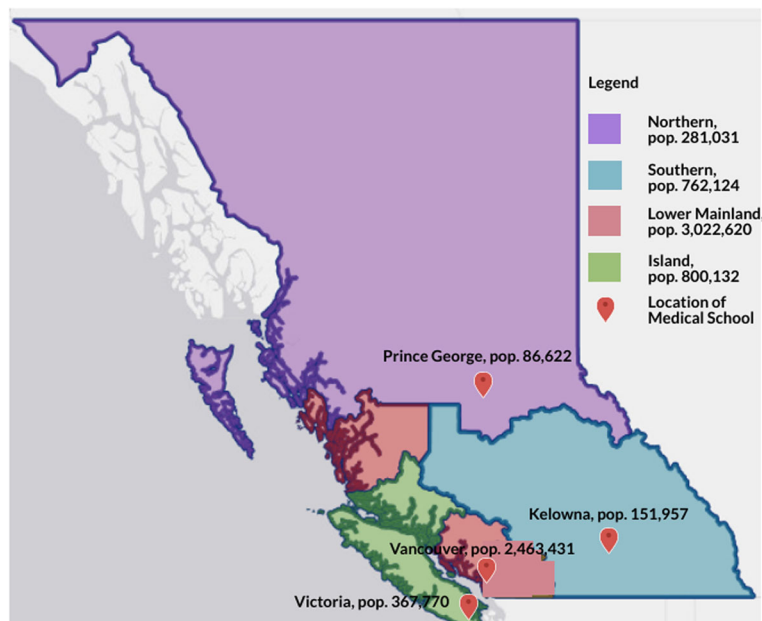 Legend
Northern,
pop. 281,031
Southern,
pop. 762,124
Lower Mainland,
pop. 3,022,620
Island,
pop. 800,132
Location of
Medical School
Prince George, pop. 86,622
Kelowna, pop. 151,957
Vancouver, pop. 2,463,431
Victoria, pop. 367,770